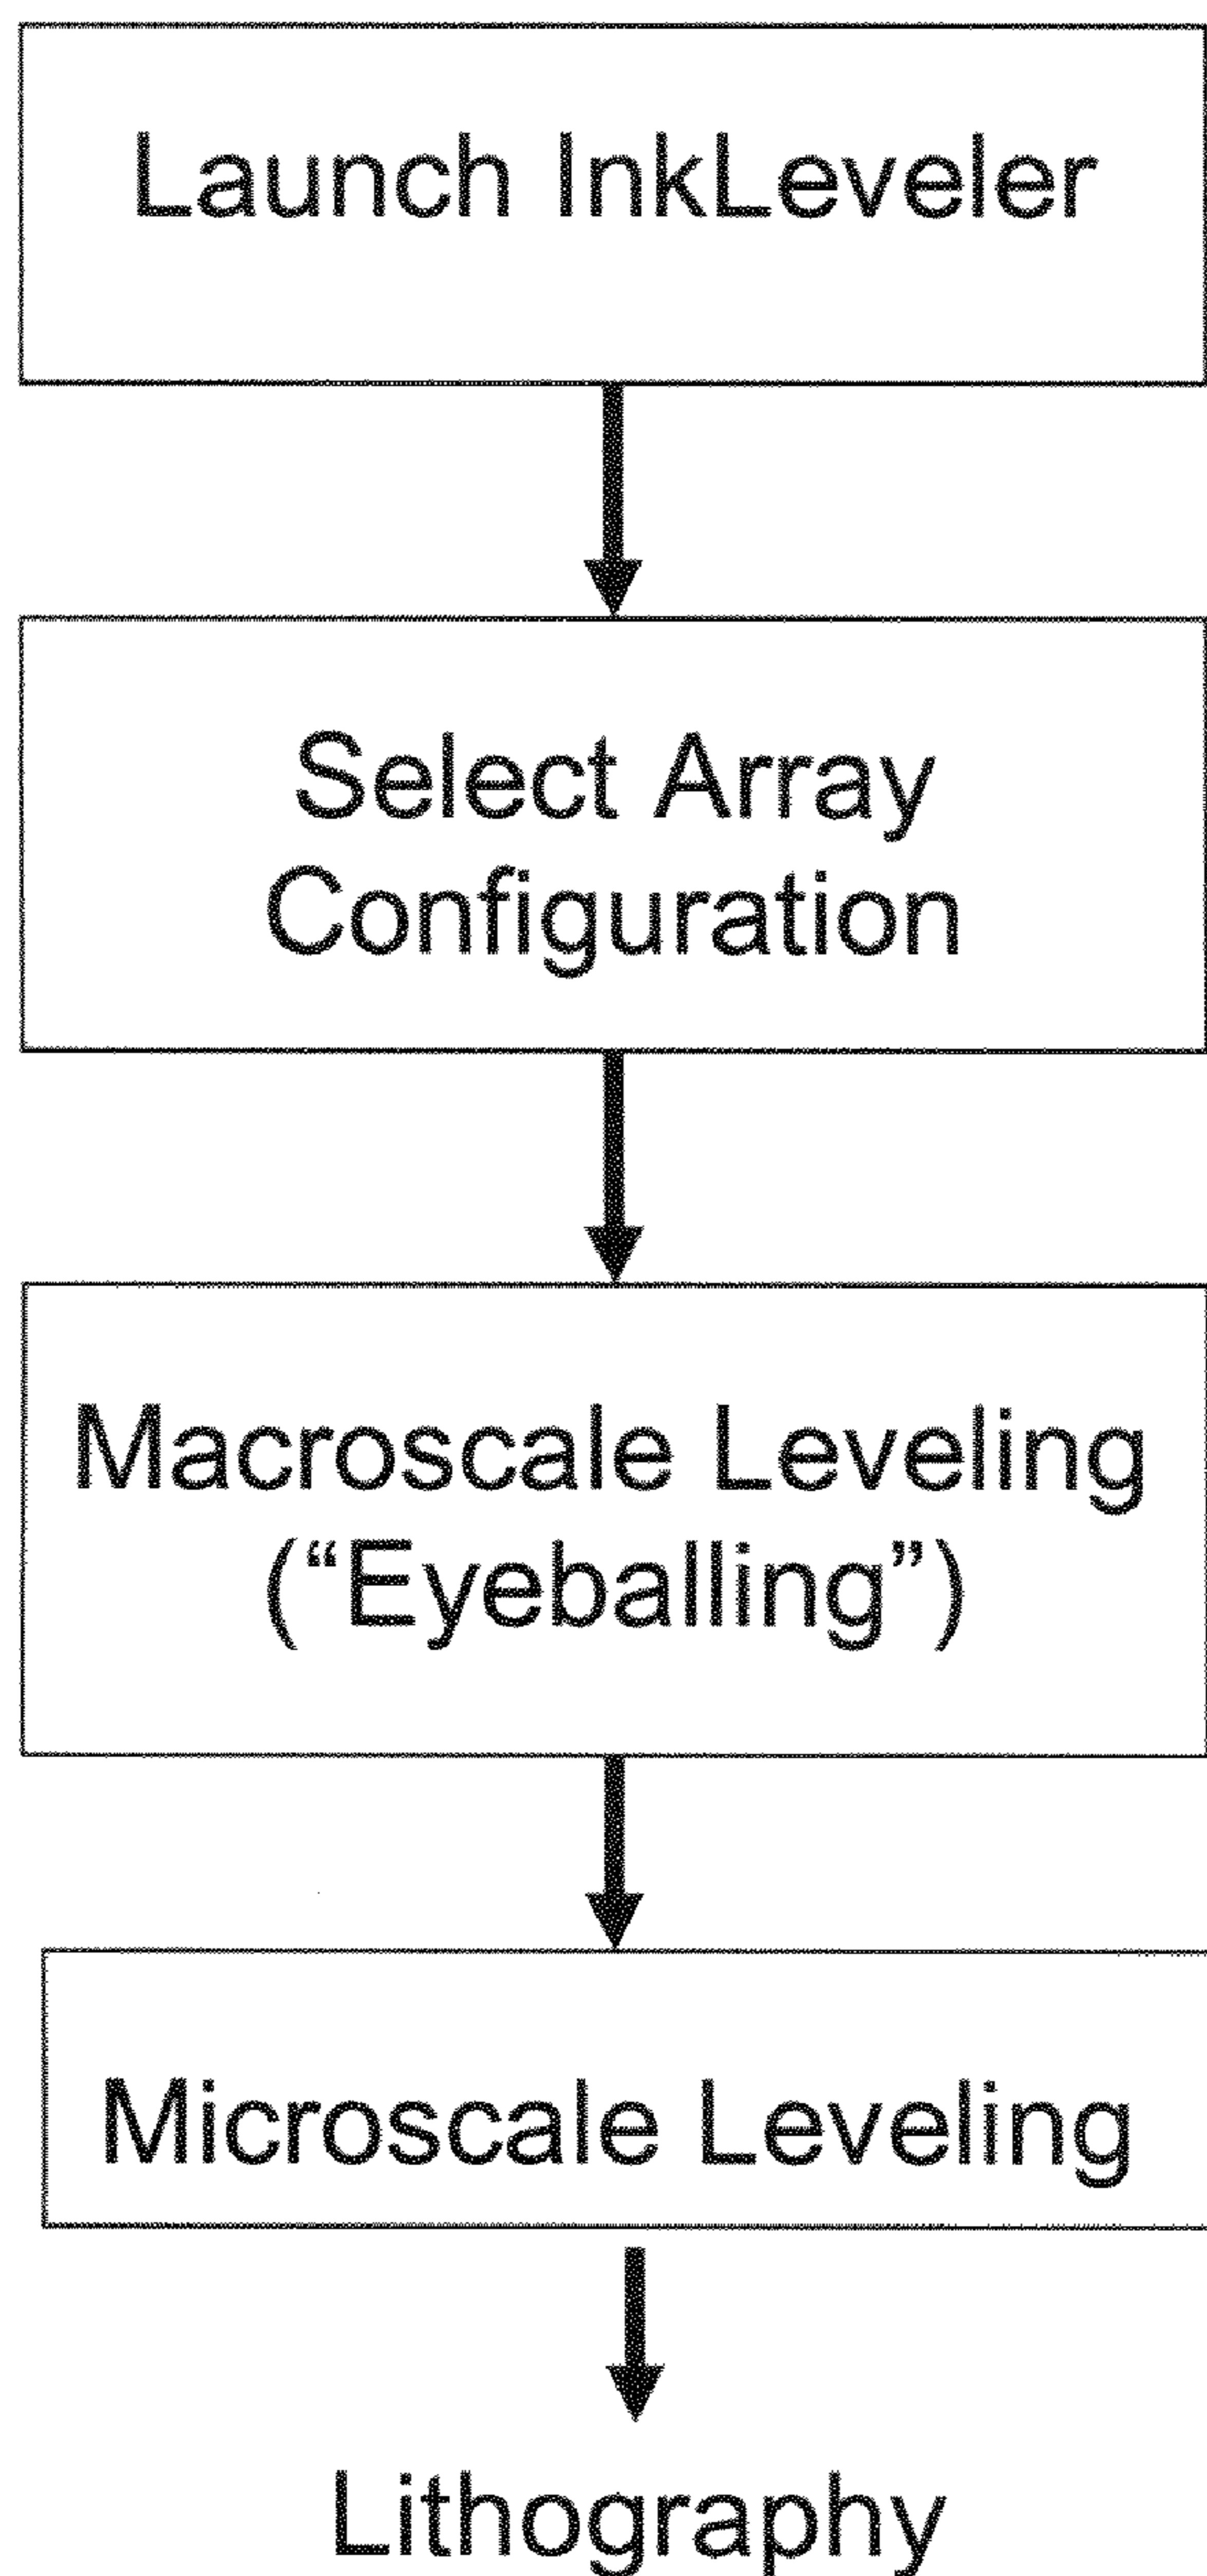 Launch InkLeveler
Select Array
Configuration
Macroscale Leveling
(“Eyeballing”)
Microscale Leveling
Lithography